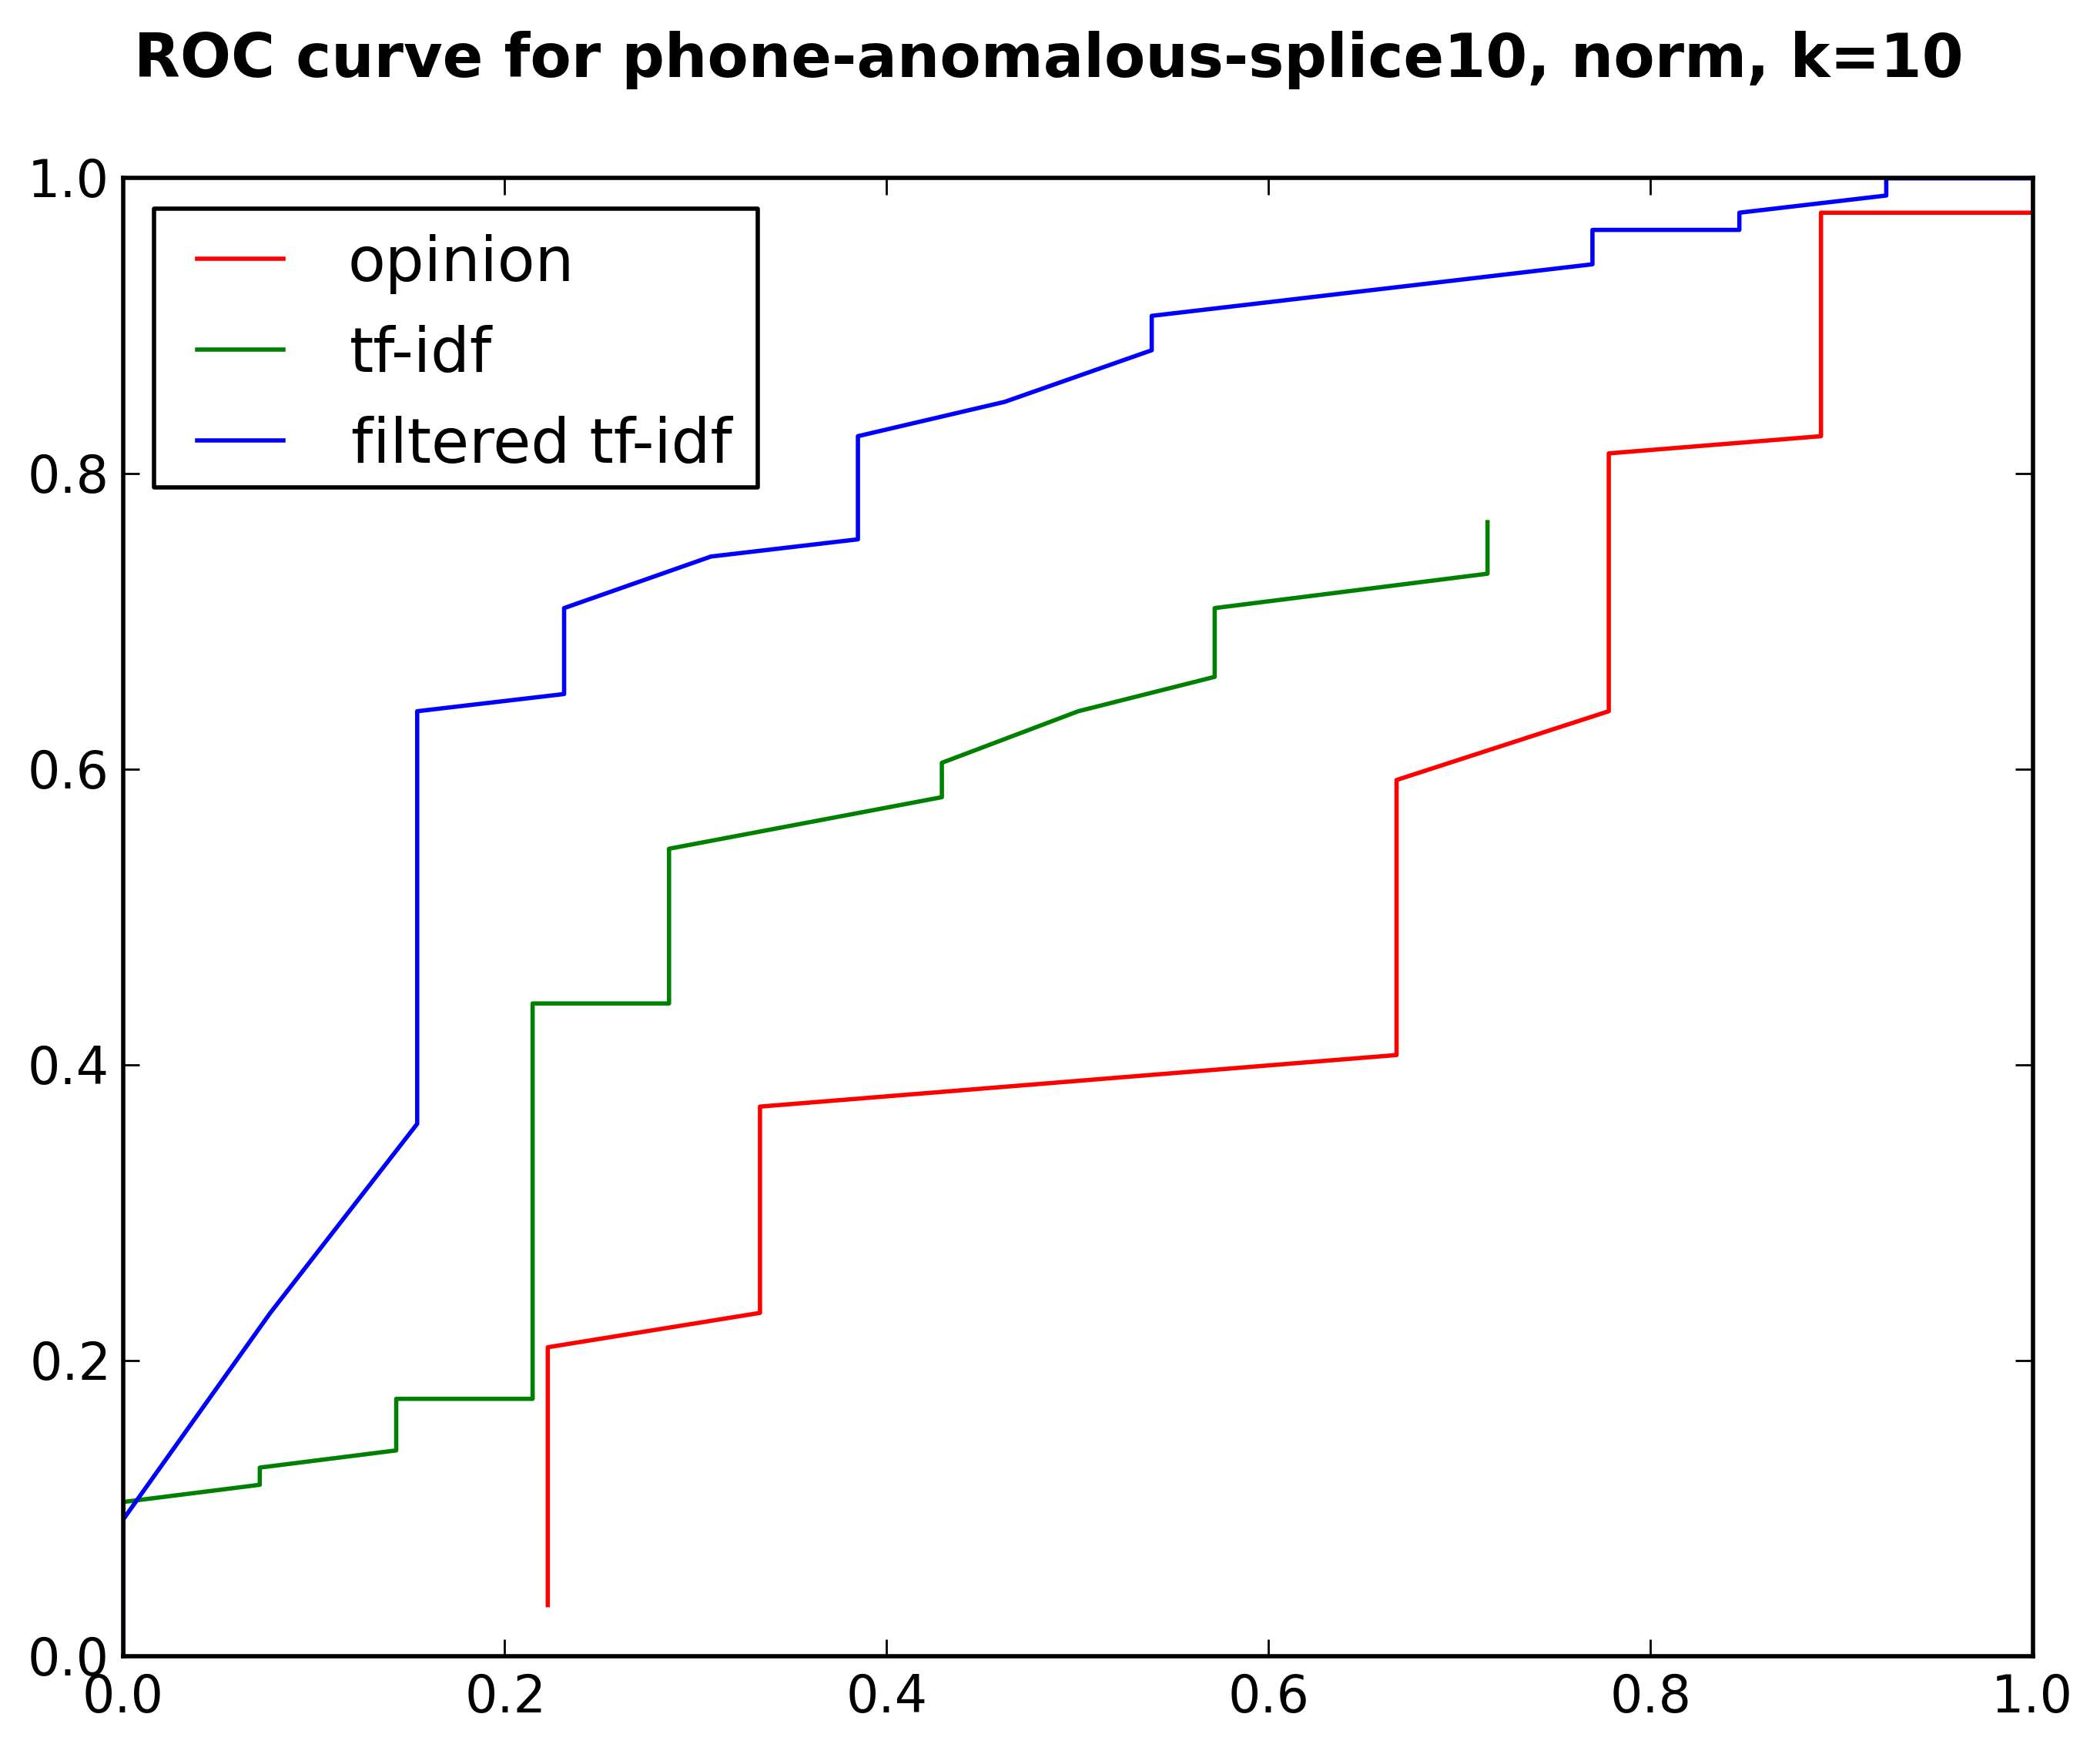 ROC curve for phone-anomalous-splice10, norm, k=10
1.0
0.8
0.6
0.4
0.2
0.0
opinion
tf-idf
filtered tf-idf
0.0 0.2 0.4 0.6 0.8 1.0